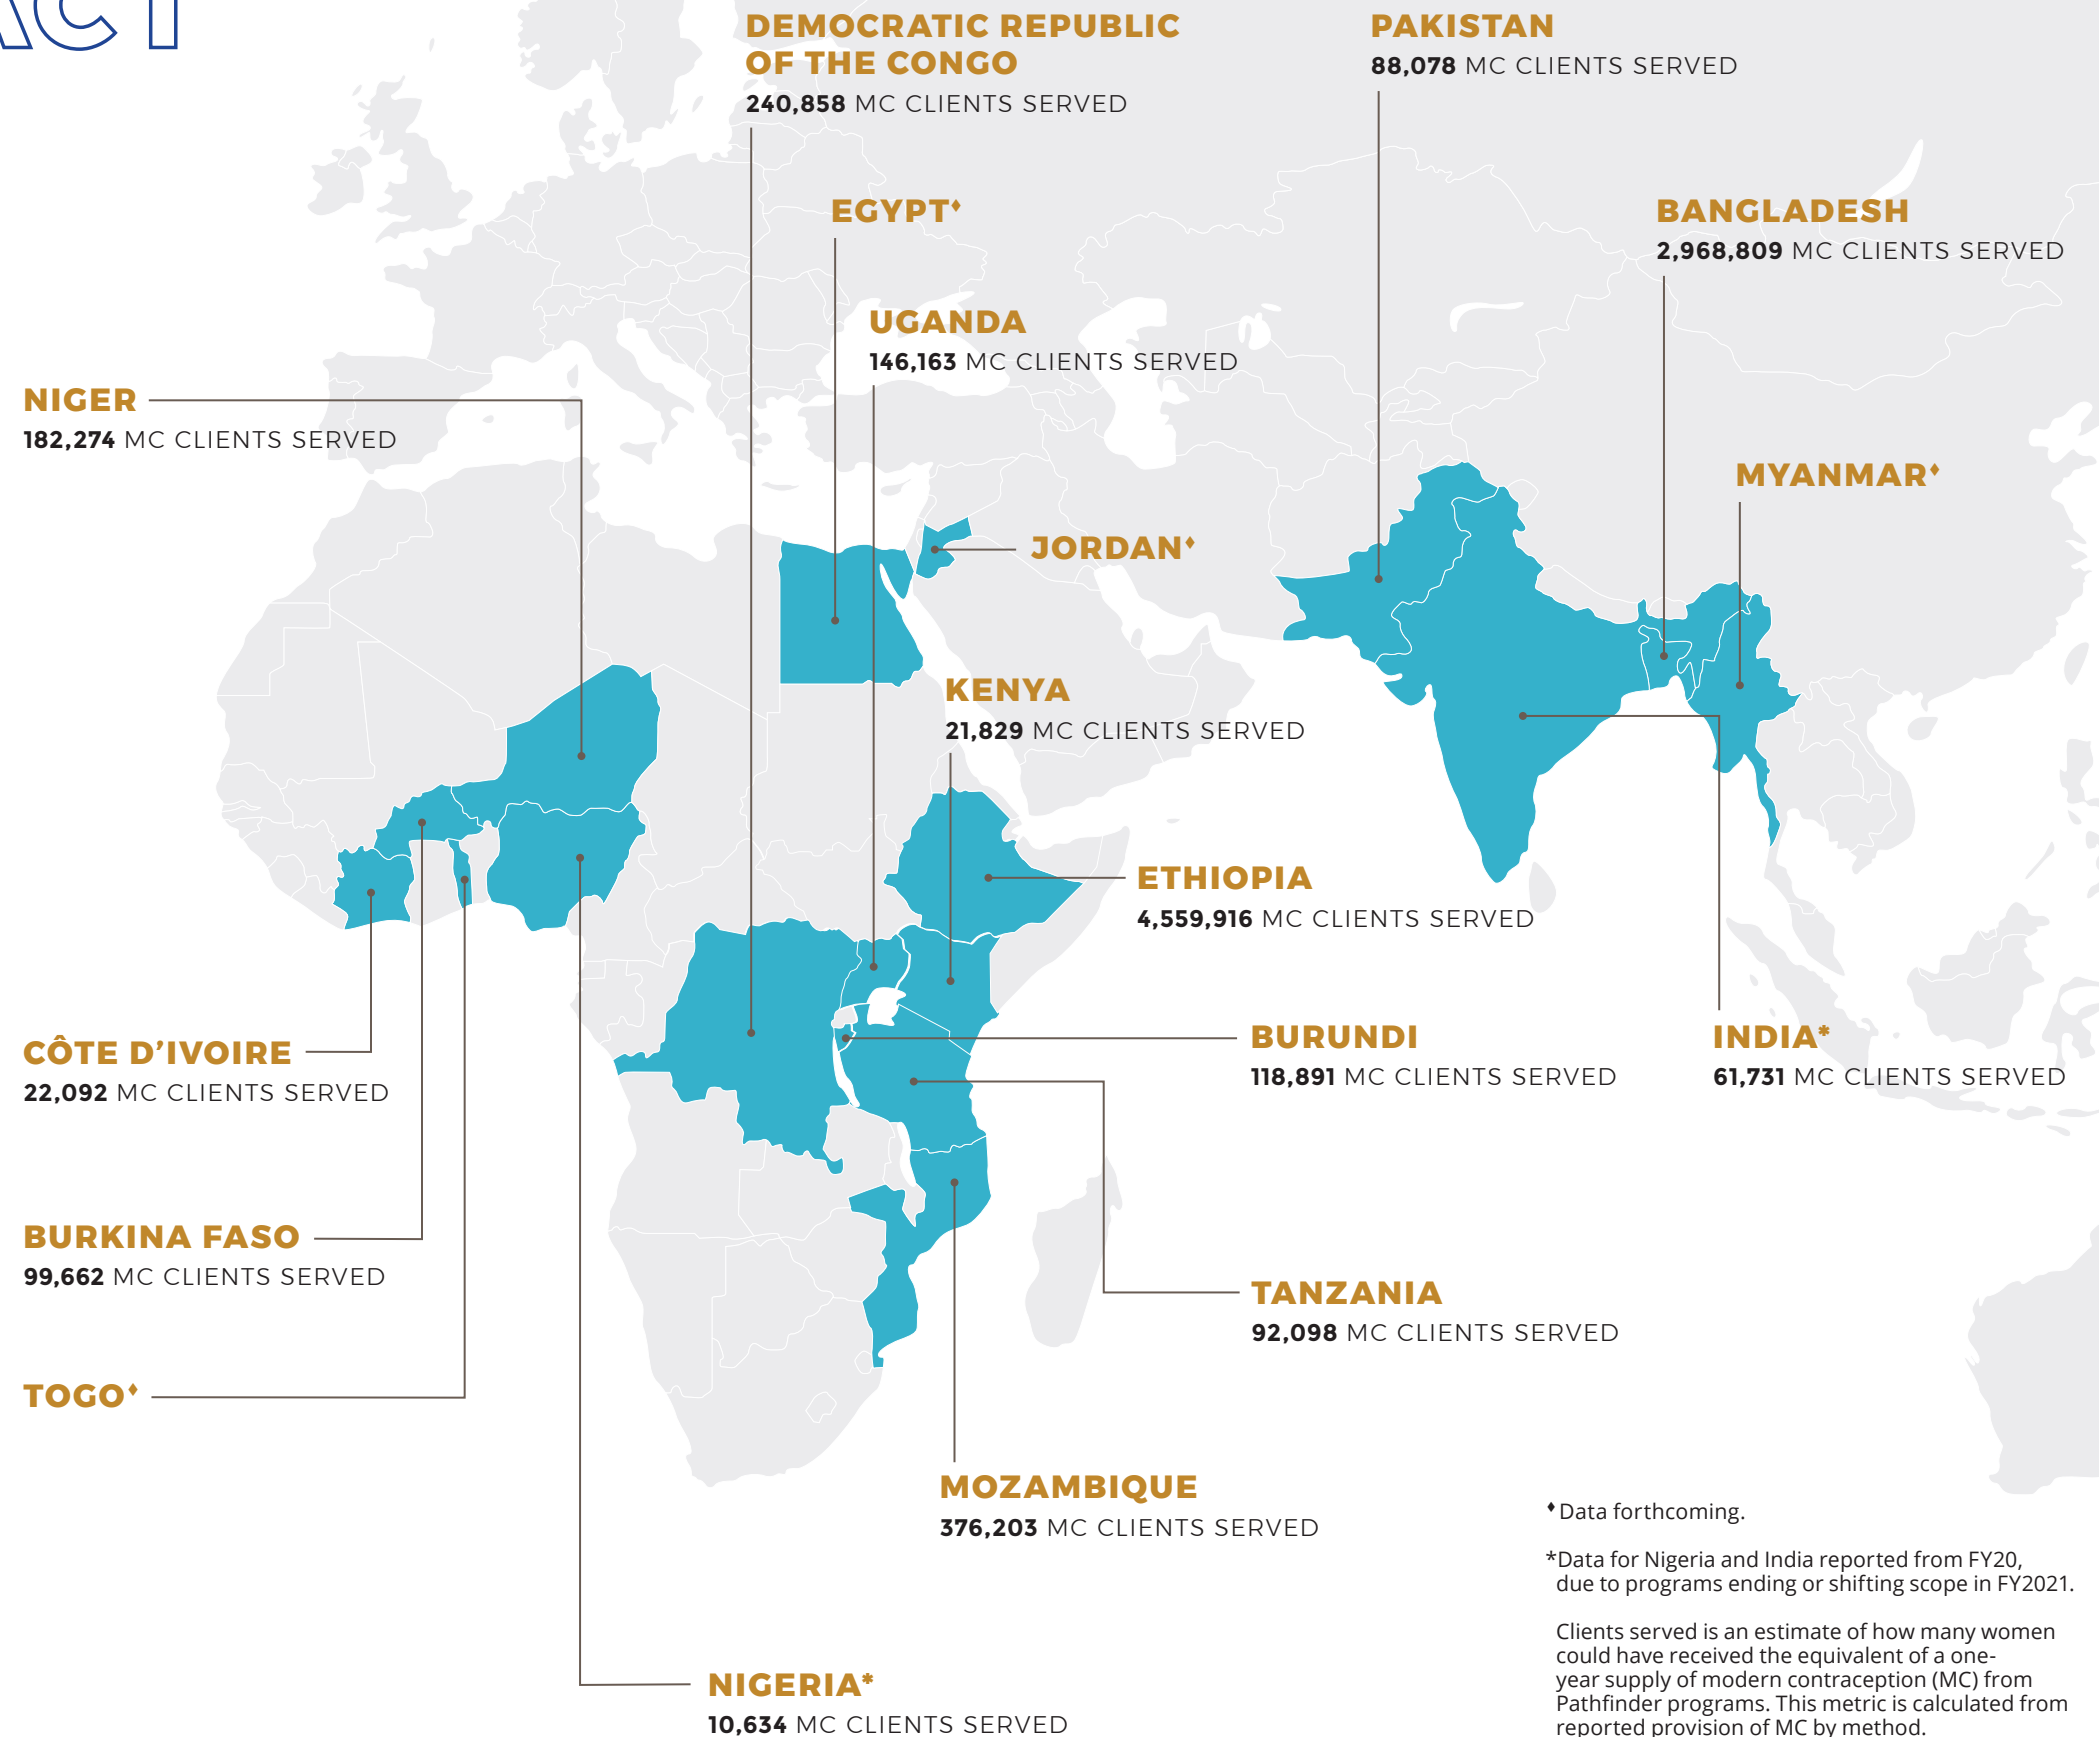 ACT
DEMOCRATIC REPUBLIC
OF THE CONGO
240,858 MC CLIENTS SERVED
PAKISTAN
88,078 MC CLIENTS SERVED
EGYPT♦
BANGLADESH
2,968,809 MC CLIENTS SERVED
UGANDA
146,163 MC CLIENTS SERVED
NIGER
182,274 MC CLIENTS SERVED
MYANMAR♦
JORDAN♦
KENYA
21,829 MC CLIENTS SERVED
ETHIOPIA
4,559,916 MC CLIENTS SERVED
CÔTE D’IVOIRE
22,092 MC CLIENTS SERVED
BURUNDI
118,891 MC CLIENTS SERVED
INDIA*
61,731 MC CLIENTS SERVED
BURKINA FASO
99,662 MC CLIENTS SERVED
TANZANIA
92,098 MC CLIENTS SERVED
TOGO♦
MOZAMBIQUE
376,203 MC CLIENTS SERVED
NIGERIA*
10,634 MC CLIENTS SERVED
♦ Data forthcoming.
*Data for Nigeria and India reported from FY20,
due to programs ending or shifting scope in FY2021.
Clients served is an estimate of how many women
could have received the equivalent of a one-
year supply of modern contraception (MC) from
Pathfinder programs. This metric is calculated from
reported provision of MC by method.